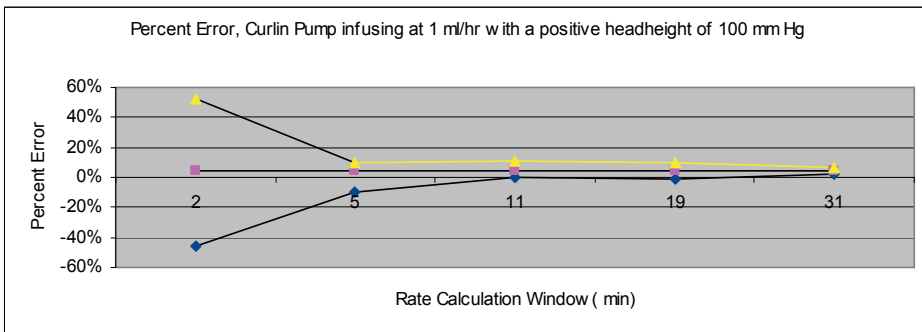 Percent Error, Curlin Pump infusing at 1 ml/hr with a positive headheight of 100 mm Hg
60%
40%
20%
0%
-20%
-40%
-60%
Percent Error
2 5 11 19 31
Rate Calculation Window ( min)